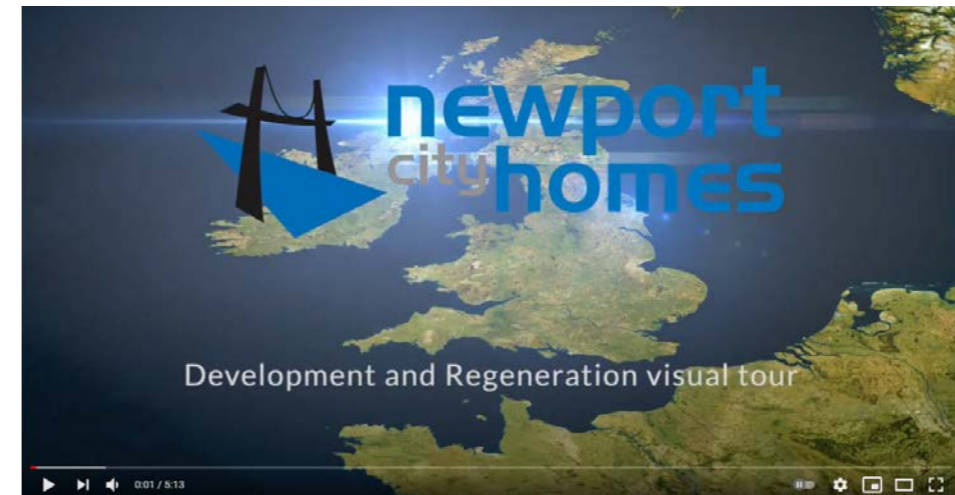 newport
city homes
Development and Regeneration visual tour
0:01 / 5:13